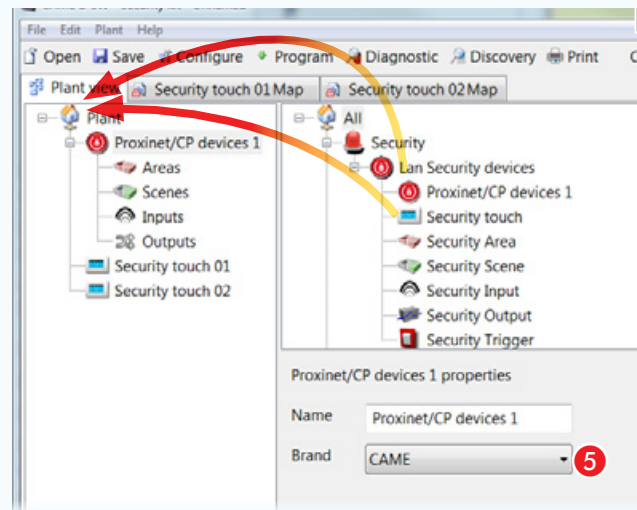 File Edit Plant Help
Open Save Configure Program Diagnostic Discovery Print
Plant view Security touch 01 Map Security touch 02 Map
Plant
Proxinet/CP devices 1
Areas
Scenes
Inputs
Outputs
Security touch 01
Security touch 02
All
Security
Lan Security devices
Proxinet/CP devices 1
Security touch
Security Area
Security Scene
Security Input
Security Output
Security Trigger
Proxinet/CP devices 1 properties
Name Proxinet/CP devices 1
Brand CAME 5